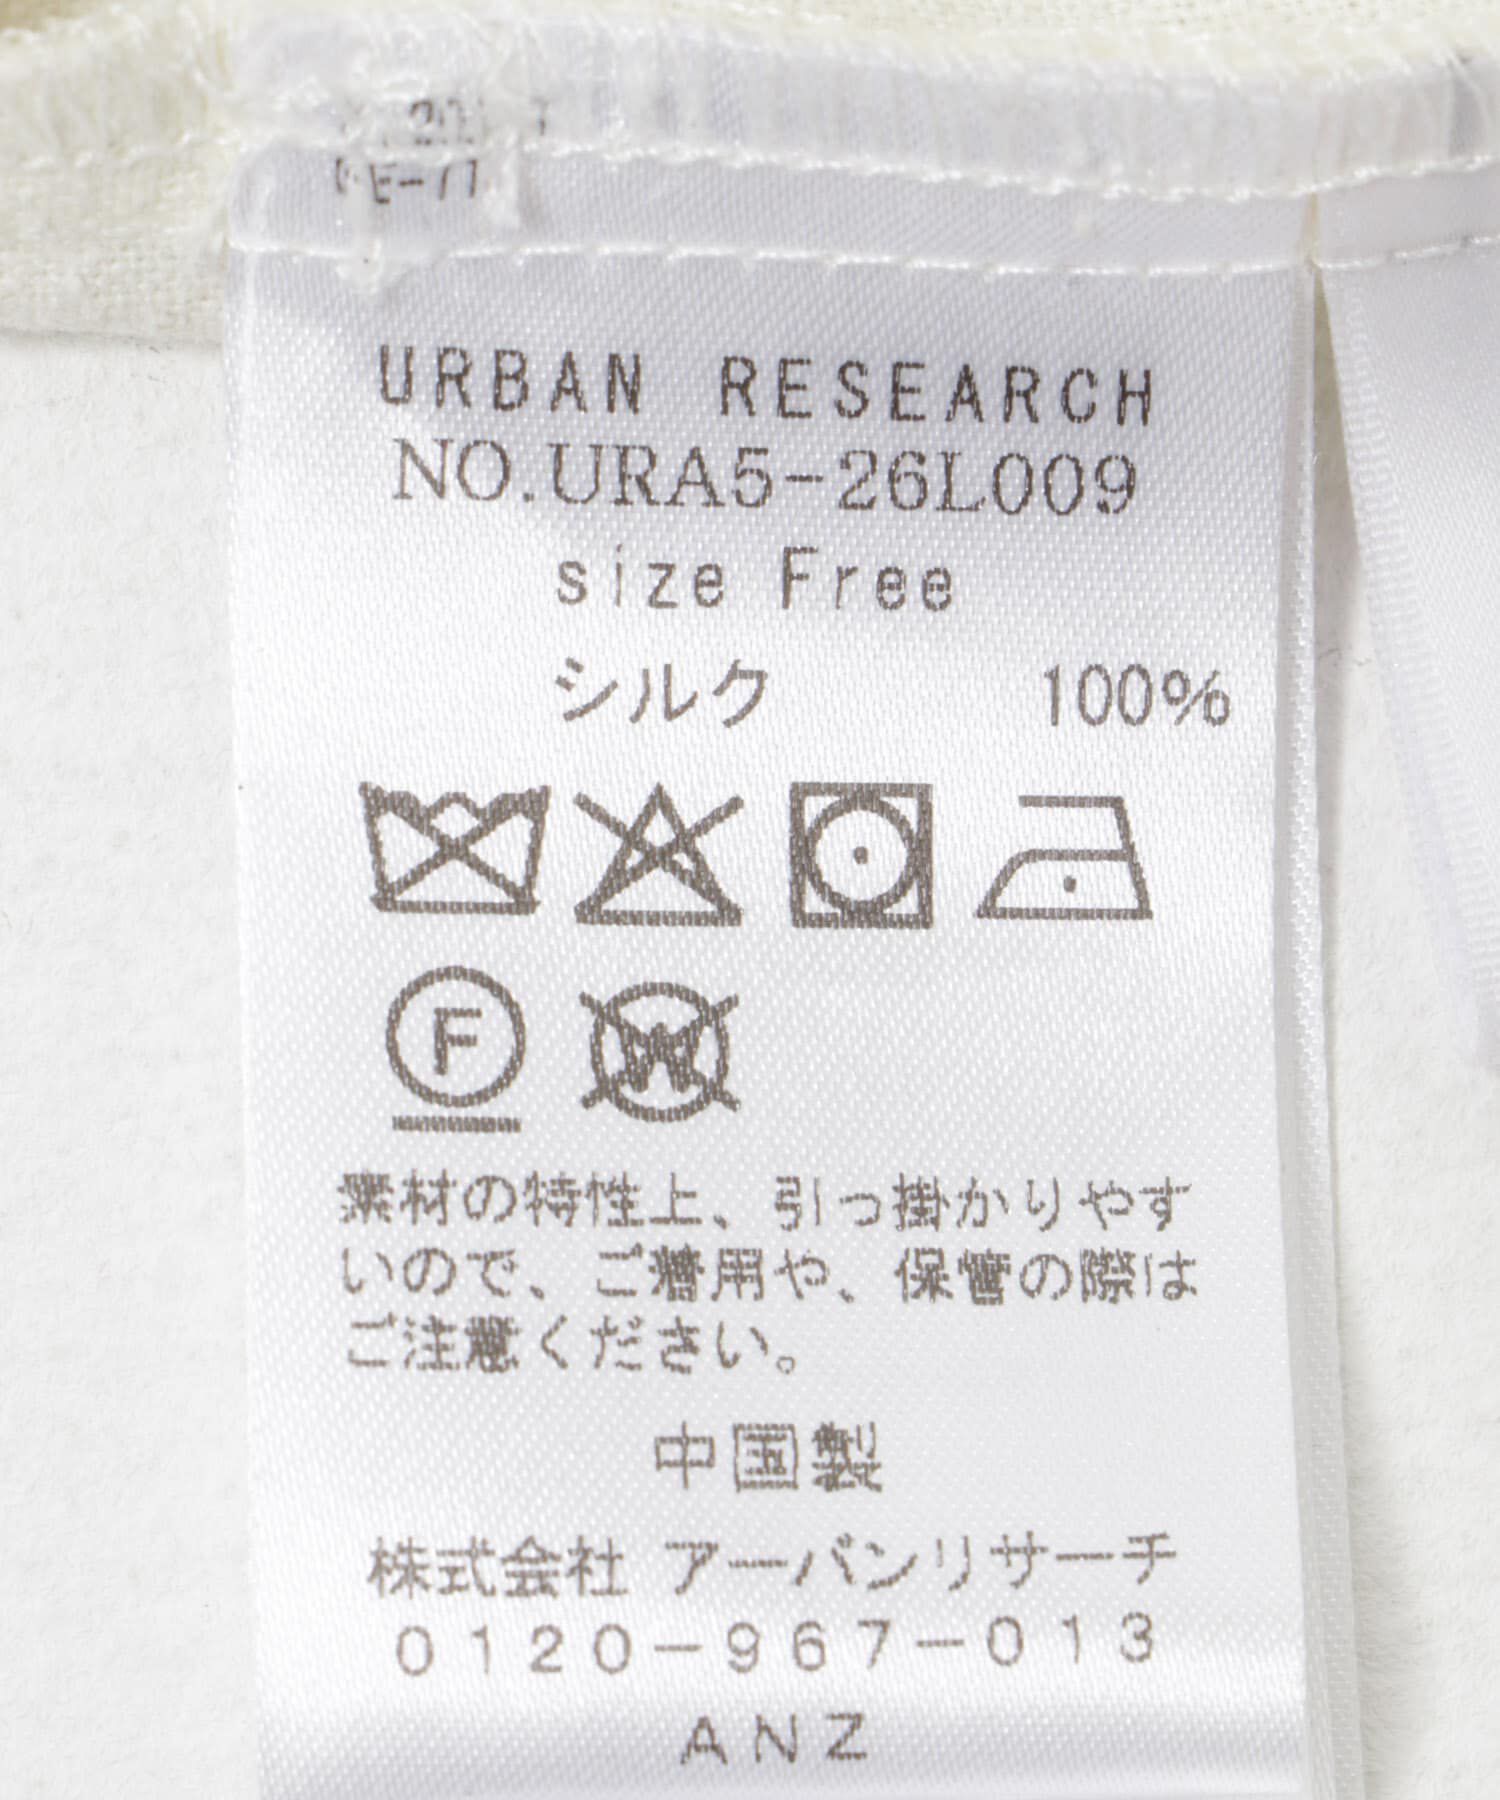 URBAN RESEARCH
NO.URA5-26L009
size Free
シルク 100%
F
W
素材の特性上、引っ掛かりやす
いので、ご着用や、保管の際は
ご注意ください。
中国製
株式会社 アーバンリサーチ
0120-967-013
ANZ